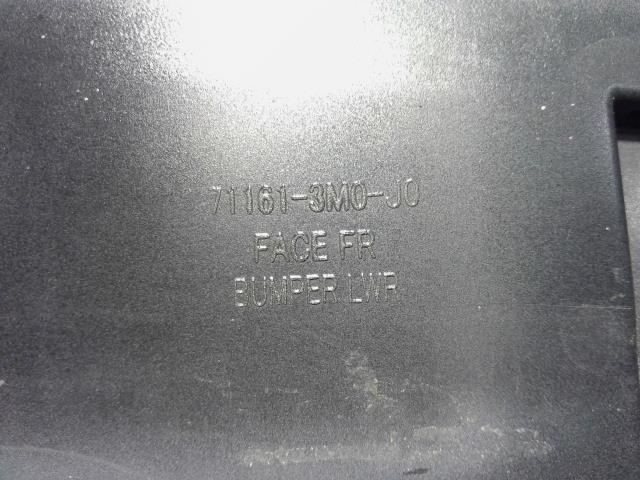 71161-3M0-J0
FACE FR
BUMPER LWR